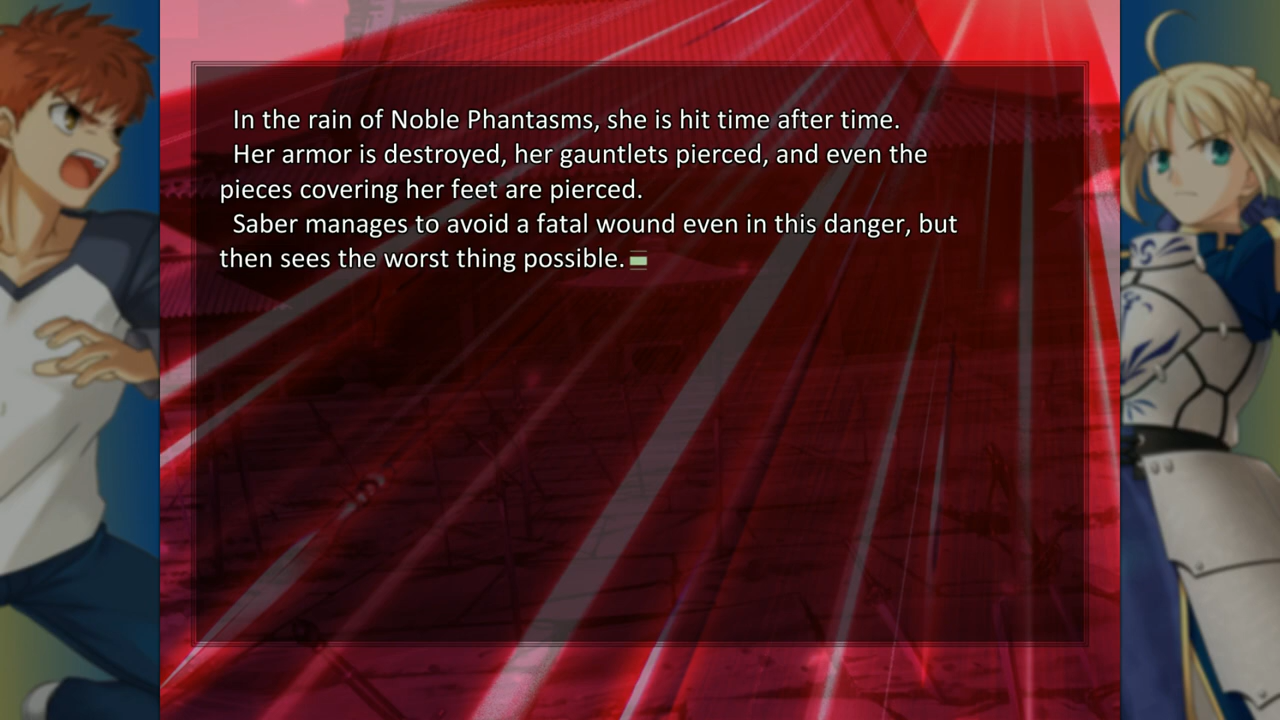 In the rain of Noble Phantasms, she is hit time after time.
Her armor is destroyed, her gauntlets pierced, and even the
pieces covering her feet are pierced.
Saber manages to avoid a fatal wound even in this danger, but
then sees the worst thing possible.